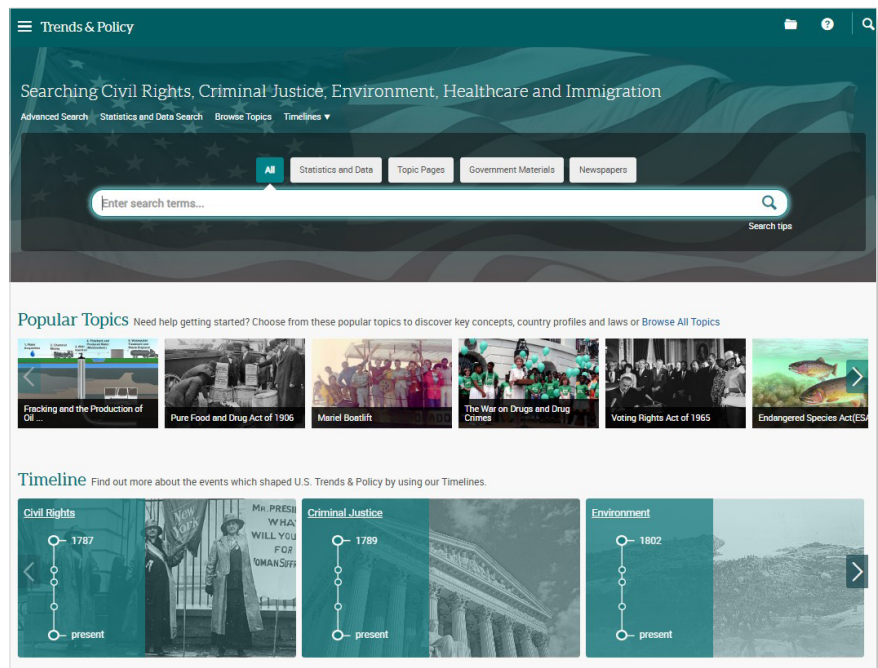 Trends & Policy
Searching Civil Rights, Criminal Justice, Environment, Healthcare and Immigration
Advanced Search Statistics and Data Search Browse Topics Timelines ▼
All Statistics and Data Topic Pages Government Materials Newspapers
Enter search terms...
Search tips
Popular Topics Need help getting started? Choose from these popular topics to discover key concepts, country profiles and laws or Browse All Topics
Fracking and the Production of
Oil ...
Pure Food and Drug Act of 1906
Mariel Boatlift
The War on Drugs and Drug
Crimes
Voting Rights Act of 1965
Endangered Species Act(ESA
Timeline Find out more about the events which shaped U.S. Trends & Policy by using our Timelines.
Civil Rights
1787
present
New
York
MR. PRESI
WHA
WILL YOU
FOR
OMAN SUFF
Criminal Justice
1789
present
Environment
1802
present